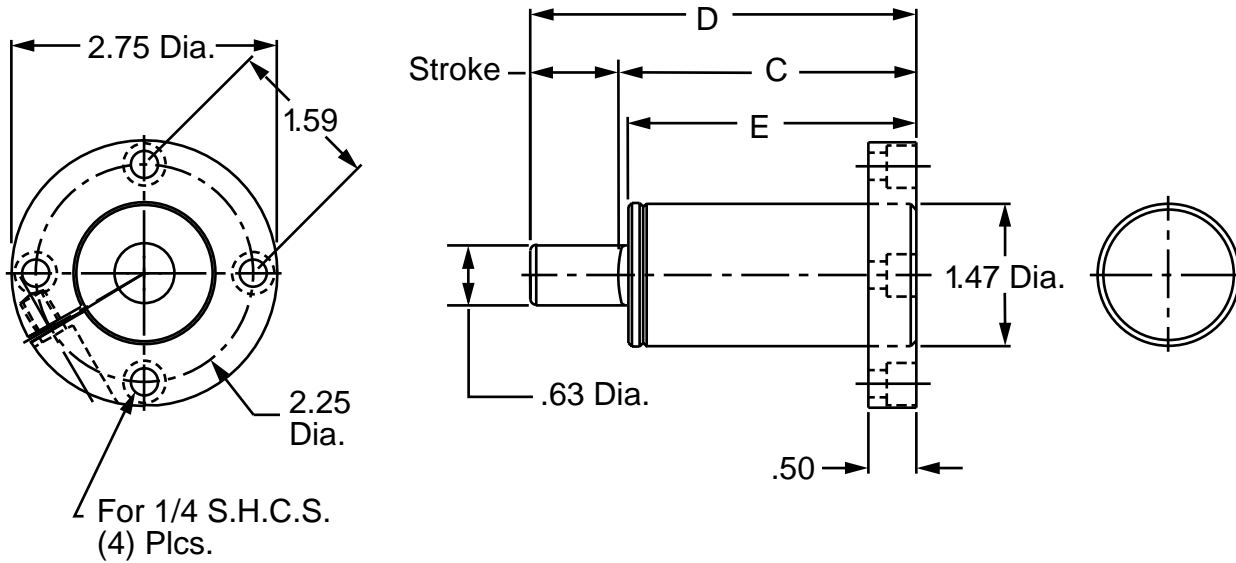 2.75 Dia.
1.59
2.25
Dia.
For 1/4 S.H.C.S.
(4) Plcs.
D
Stroke
C
E
1.47 Dia.
.63 Dia.
.50